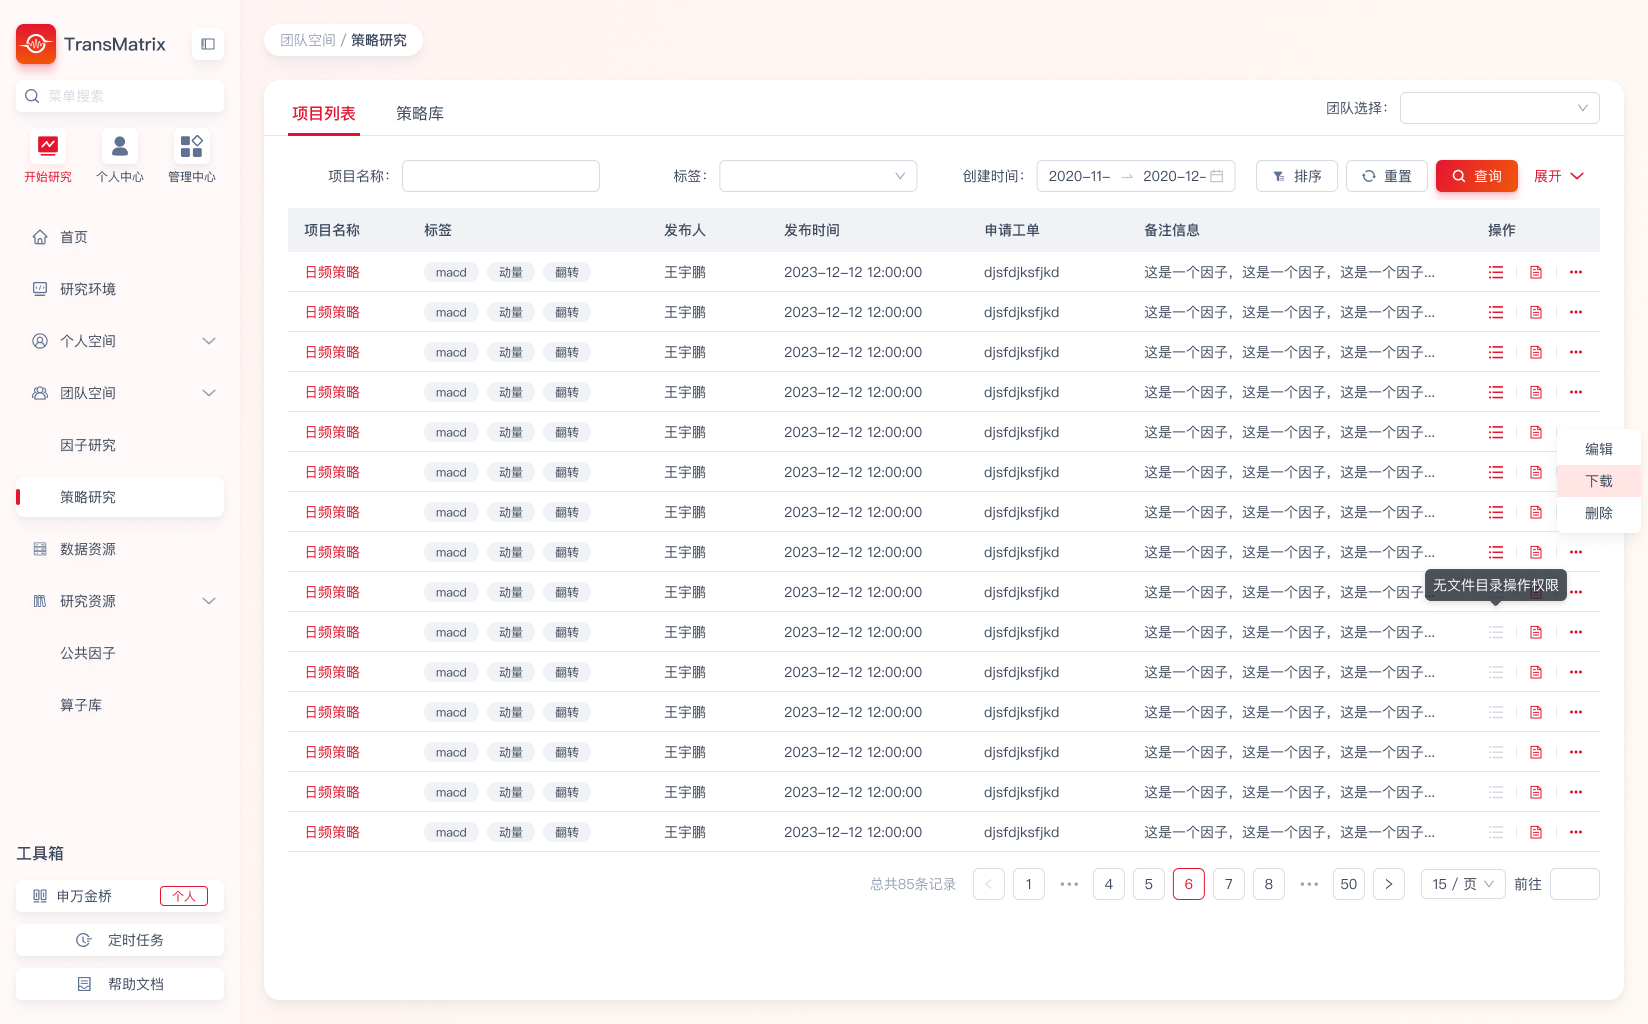 TransMatrix
菜单搜索
开始研究 个人中心 管理中心
首页
研究环境
个人空间
团队空间
因子研究
策略研究
数据资源
研究资源
公共因子
算子库
工具箱
申万金桥 个人
定时任务
帮助文档
团队空间 / 策略研究
项目列表 策略库 团队选择：
项目名称： 标签： 创建时间： 2020-11- 2020-12- 排序 重置 查询 展开
项目名称 标签 发布人 发布时间 申请工单 备注信息 操作
日频策略 macd 动量 翻转 王宇鹏 2023-12-12 12:00:00 djsfdjksfjkd 这是一个因子，这是一个因子，这是一个因子...
日频策略 macd 动量 翻转 王宇鹏 2023-12-12 12:00:00 djsfdjksfjkd 这是一个因子，这是一个因子，这是一个因子...
日频策略 macd 动量 翻转 王宇鹏 2023-12-12 12:00:00 djsfdjksfjkd 这是一个因子，这是一个因子，这是一个因子...
日频策略 macd 动量 翻转 王宇鹏 2023-12-12 12:00:00 djsfdjksfjkd 这是一个因子，这是一个因子，这是一个因子...
日频策略 macd 动量 翻转 王宇鹏 2023-12-12 12:00:00 djsfdjksfjkd 这是一个因子，这是一个因子，这是一个因子...
编辑
日频策略 macd 动量 翻转 王宇鹏 2023-12-12 12:00:00 djsfdjksfjkd 这是一个因子，这是一个因子，这是一个因子...
下载
日频策略 macd 动量 翻转 王宇鹏 2023-12-12 12:00:00 djsfdjksfjkd 这是一个因子，这是一个因子，这是一个因子...
删除
日频策略 macd 动量 翻转 王宇鹏 2023-12-12 12:00:00 djsfdjksfjkd 这是一个因子，这是一个因子，这是一个因子...
无文件目录操作权限
日频策略 macd 动量 翻转 王宇鹏 2023-12-12 12:00:00 djsfdjksfjkd 这是一个因子，这是一个因子，这是一个因子
日频策略 macd 动量 翻转 王宇鹏 2023-12-12 12:00:00 djsfdjksfjkd 这是一个因子，这是一个因子，这是一个因子...
日频策略 macd 动量 翻转 王宇鹏 2023-12-12 12:00:00 djsfdjksfjkd 这是一个因子，这是一个因子，这是一个因子...
日频策略 macd 动量 翻转 王宇鹏 2023-12-12 12:00:00 djsfdjksfjkd 这是一个因子，这是一个因子，这是一个因子...
日频策略 macd 动量 翻转 王宇鹏 2023-12-12 12:00:00 djsfdjksfjkd 这是一个因子，这是一个因子，这是一个因子...
日频策略 macd 动量 翻转 王宇鹏 2023-12-12 12:00:00 djsfdjksfjkd 这是一个因子，这是一个因子，这是一个因子...
日频策略 macd 动量 翻转 王宇鹏 2023-12-12 12:00:00 djsfdjksfjkd 这是一个因子，这是一个因子，这是一个因子...
总共85条记录 < 1 ••• 4 5 6 7 8 ••• 50 > 15 / 页 前往